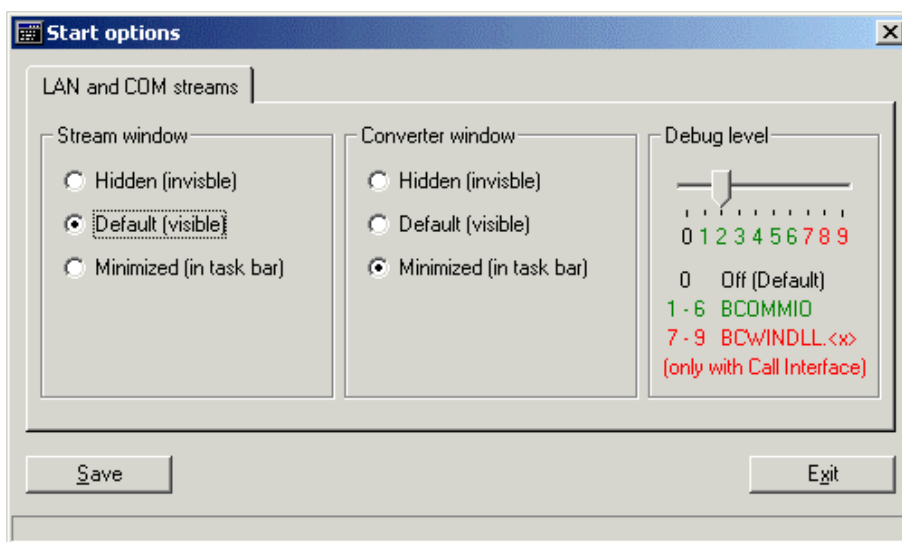 Start options
LAN and COM streams
Stream window
Hidden (invisble)
Default (visible)
Minimized (in task bar)
Converter window
Hidden (invisble)
Default (visible)
Minimized (in task bar)
Debug level
0 1 2 3 4 5 6 7 8 9
0 Off (Default)
1 - 6 BCOMMIO
7 - 9 BCWINDLL.<x>
(only with Call Interface)
Save
Exit